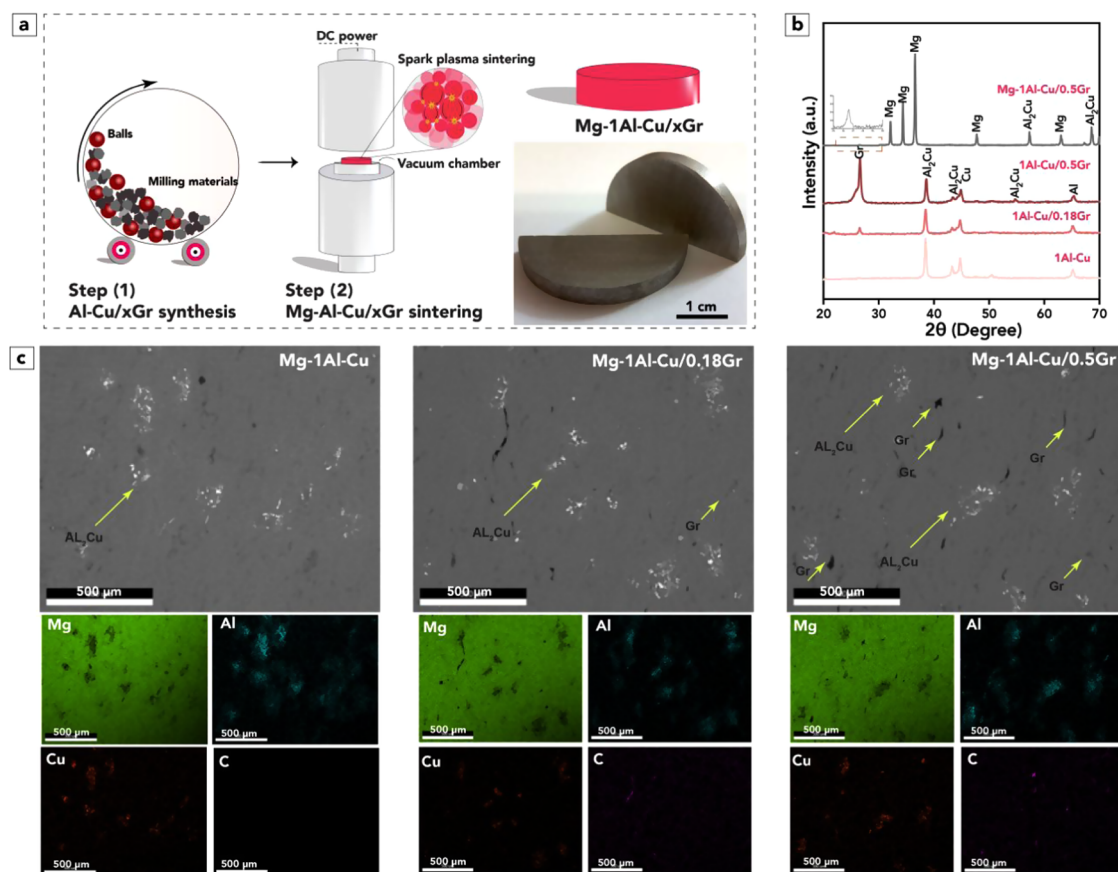 a
DC power
Spark plasma sintering
Balls
Milling materials
Vacuum chamber
Mg-1Al-Cu/xGr
Step (1)
Al-Cu/xGr synthesis
Step (2)
Mg-Al-Cu/xGr sintering
1 cm
b
Intensity (a.u.)
Mg
Mg
Mg
Mg
Al₂Cu
Mg
Al₂Cu
Mg-1Al-Cu/0.5Gr
Gr
Al₂Cu
Al₂Cu
Cu
Al₂Cu
Al
1Al-Cu/0.5Gr
1Al-Cu/0.18Gr
1Al-Cu
20 30 40 50 60 70
2θ (Degree)
c
Mg-1Al-Cu
AL₂Cu
500 μm
Mg-1Al-Cu/0.18Gr
AL₂Cu
Gr
500 μm
Mg-1Al-Cu/0.5Gr
AL₂Cu
Gr
Gr
Gr
Gr
AL₂Cu
Gr
500 μm
Mg
500 μm
Al
500 μm
Mg
500 μm
Al
500 μm
Mg
500 μm
Al
500 μm
Cu
500 μm
C
500 μm
Cu
500 μm
C
500 μm
Cu
500 μm
C
500 μm